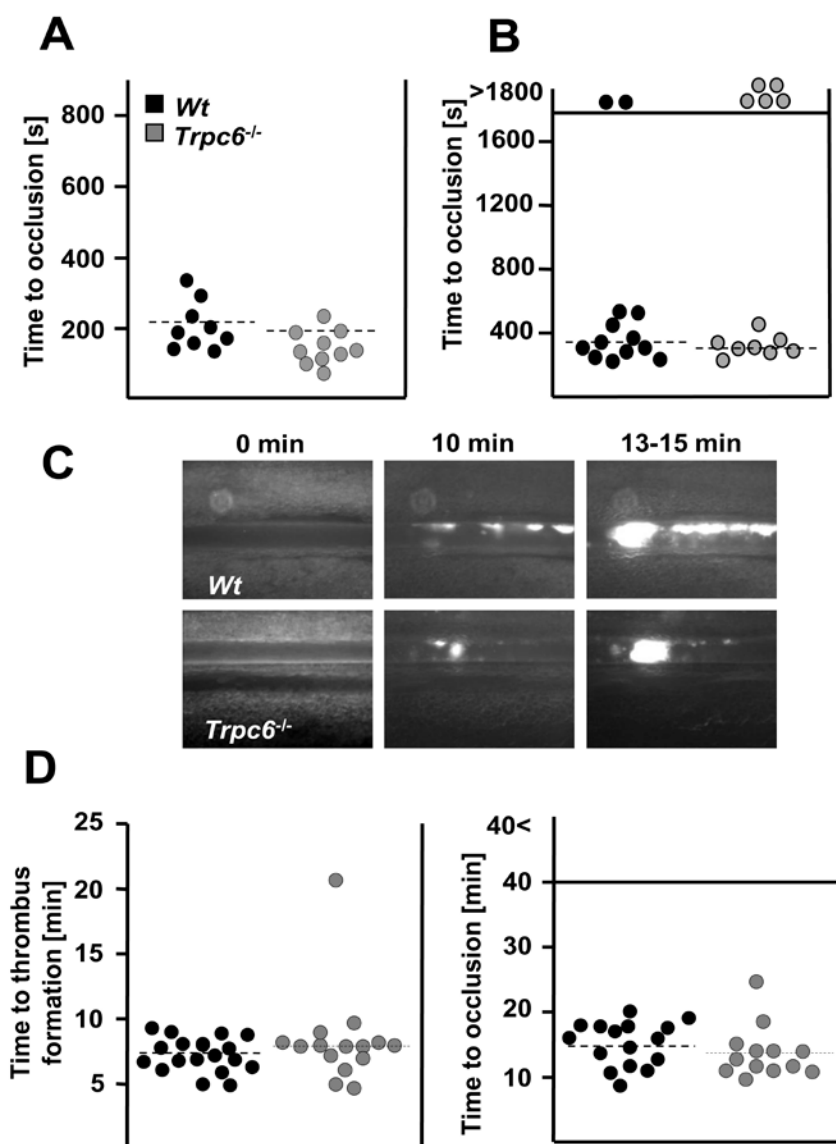 A
Time to occlusion [s]
800
600
400
200
Wt
Trpc6-/-
B
Time to occlusion [s]
>1800
1600
1200
800
400
C
0 min
10 min
13-15 min
Wt
Trpc6-/-
D
Time to thrombus
formation [min]
25
20
15
10
5
Time to occlusion [min]
40<
40
30
20
10